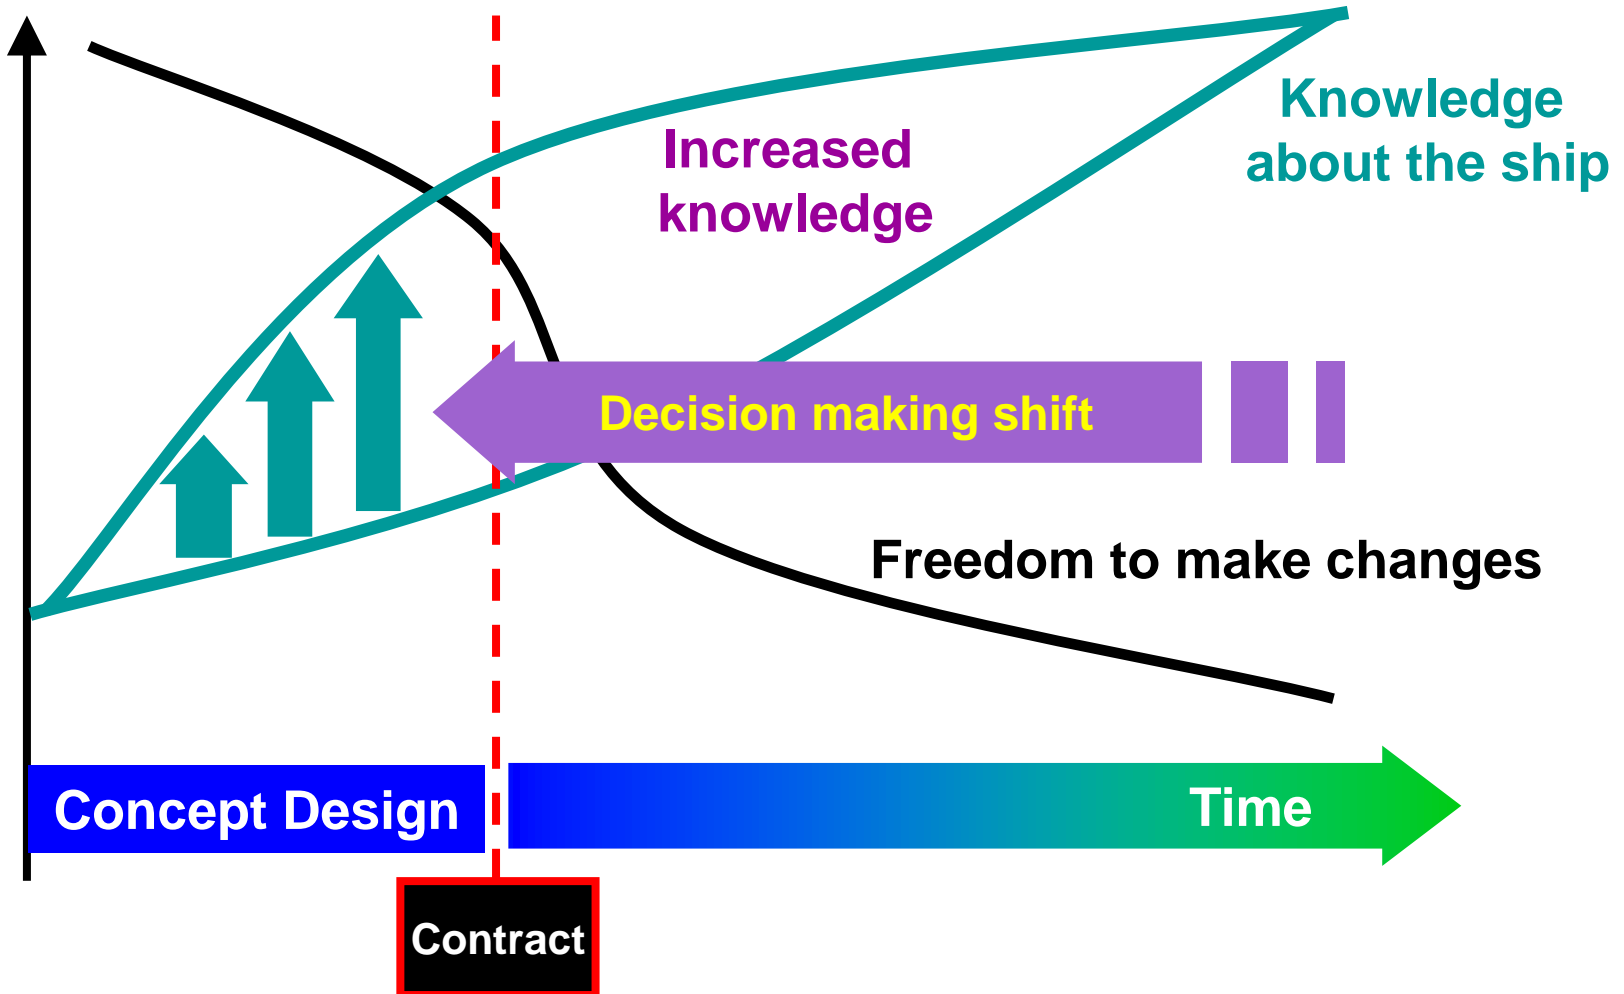 Knowledge
about the ship
Increased
knowledge
Decision making shift
Freedom to make changes
Concept Design
Time
Contract